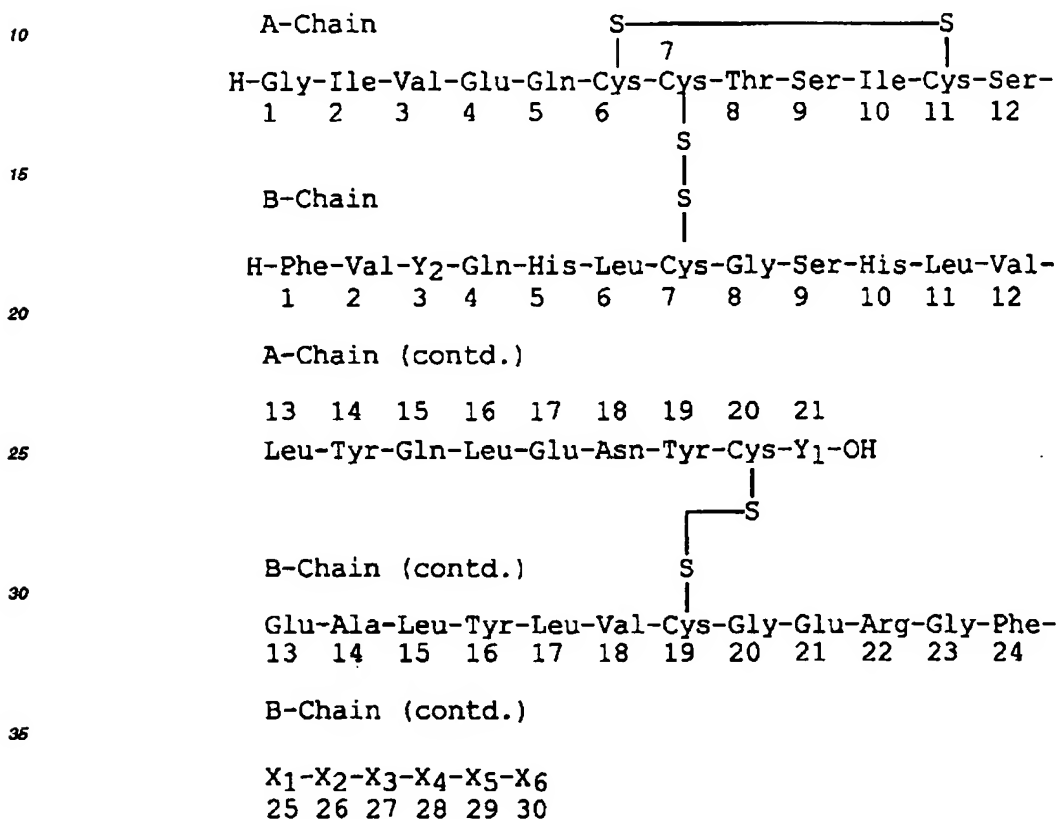 10 A-Chain S S
7
H-Gly-Ile-Val-Glu-Gln-Cys-Cys-Thr-Ser-Ile-Cys-Ser-
1 2 3 4 5 6 8 9 10 11 12
S
15
B-Chain S
H-Phe-Val-Y2-Gln-His-Leu-Cys-Gly-Ser-His-Leu-Val-
1 2 3 4 5 6 7 8 9 10 11 12
20
A-Chain (contd.)
13 14 15 16 17 18 19 20 21
25 Leu-Tyr-Gln-Leu-Glu-Asn-Tyr-Cys-Y1-OH
S
B-Chain (contd.) S
30
Glu-Ala-Leu-Tyr-Leu-Val-Cys-Gly-Glu-Arg-Gly-Phe-
13 14 15 16 17 18 19 20 21 22 23 24
B-Chain (contd.)
35
X1-X2-X3-X4-X5-X6
25 26 27 28 29 30